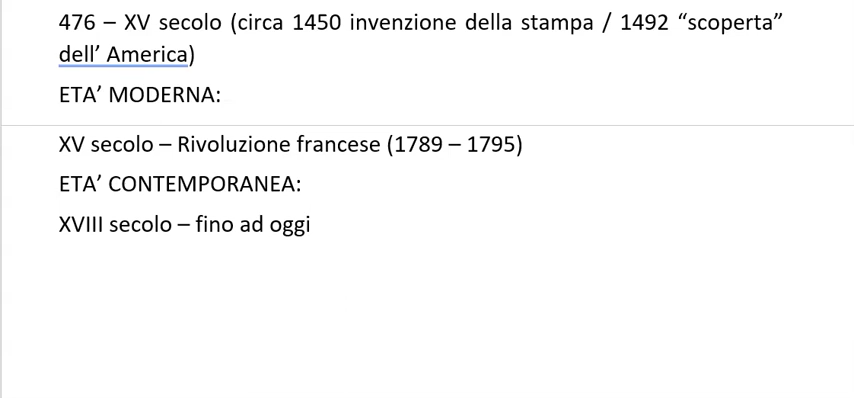 476 – XV secolo (circa 1450 invenzione della stampa / 1492 “scoperta”
dell’ America)
ETA’ MODERNA:
XV secolo – Rivoluzione francese (1789 – 1795)
ETA’ CONTEMPORANEA:
XVIII secolo – fino ad oggi